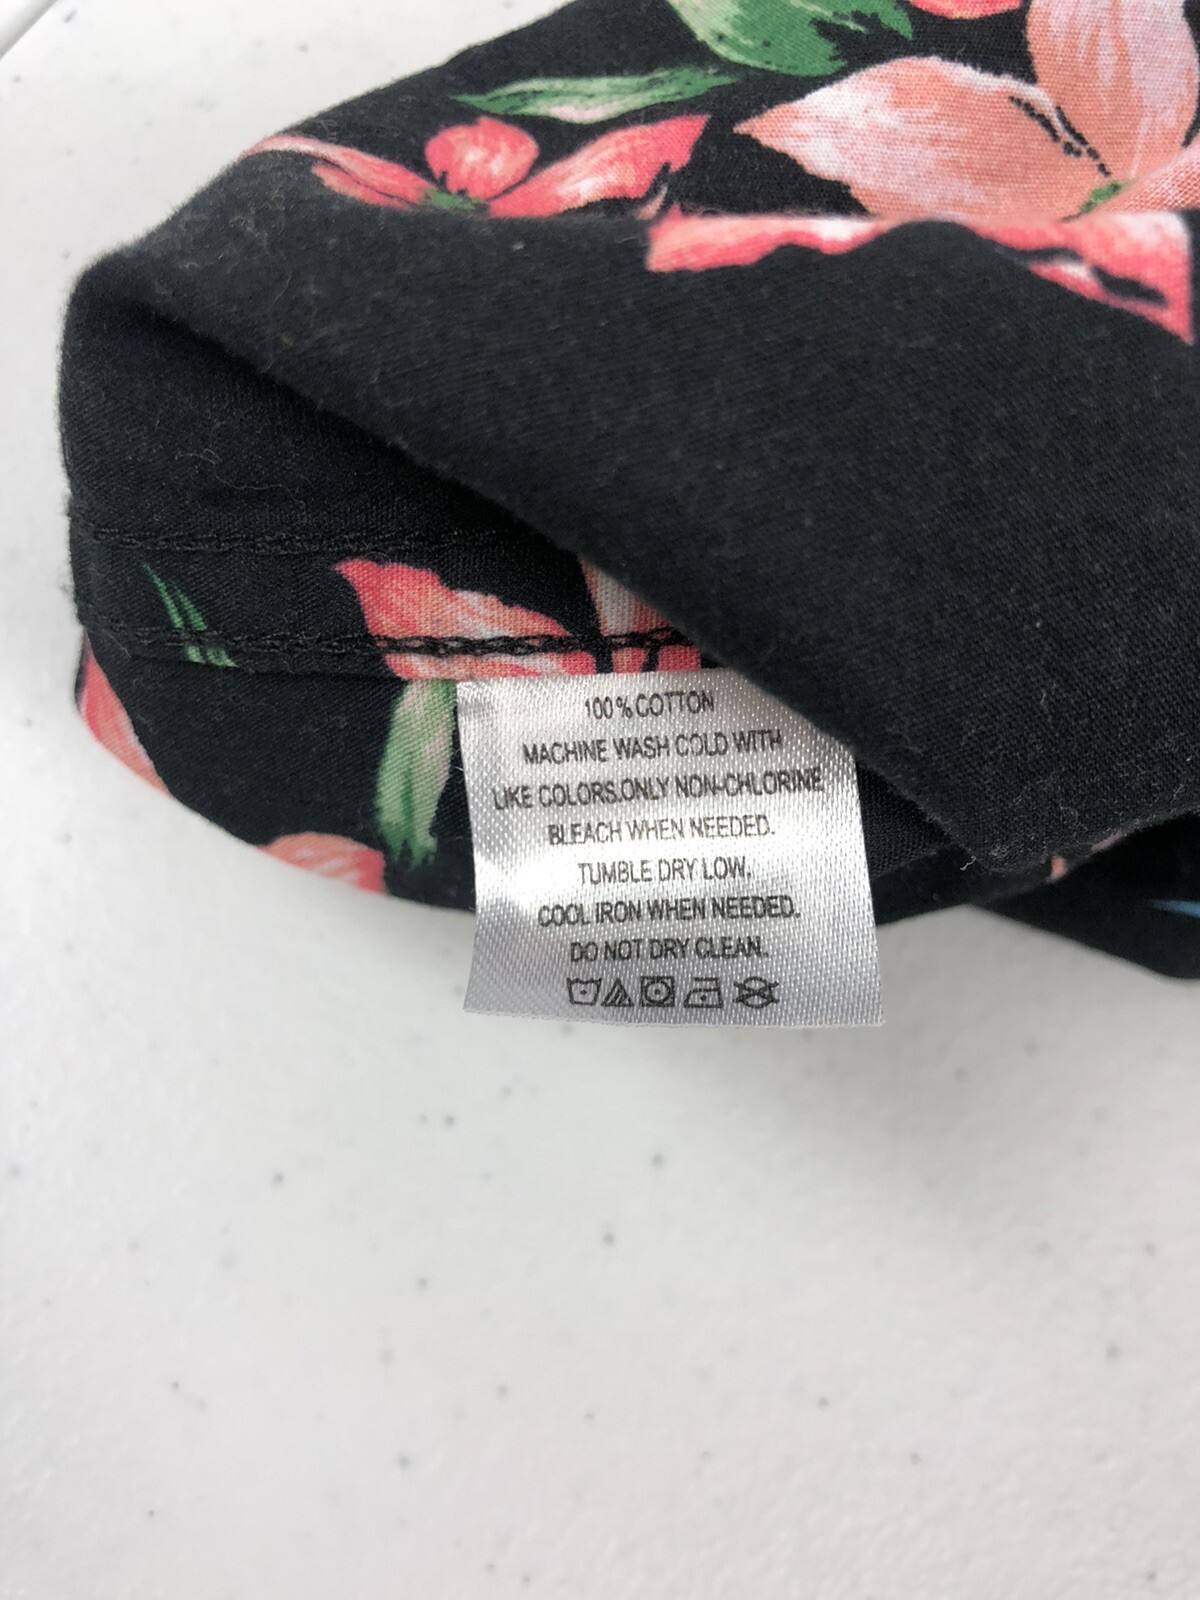 100% COTTON
MACHINE WASH COLD WITH
LIKE COLORS.ONLY NON-CHLORINE
BLEACH WHEN NEEDED.
TUMBLE DRY LOW.
COOL IRON WHEN NEEDED.
DO NOT DRY CLEAN.